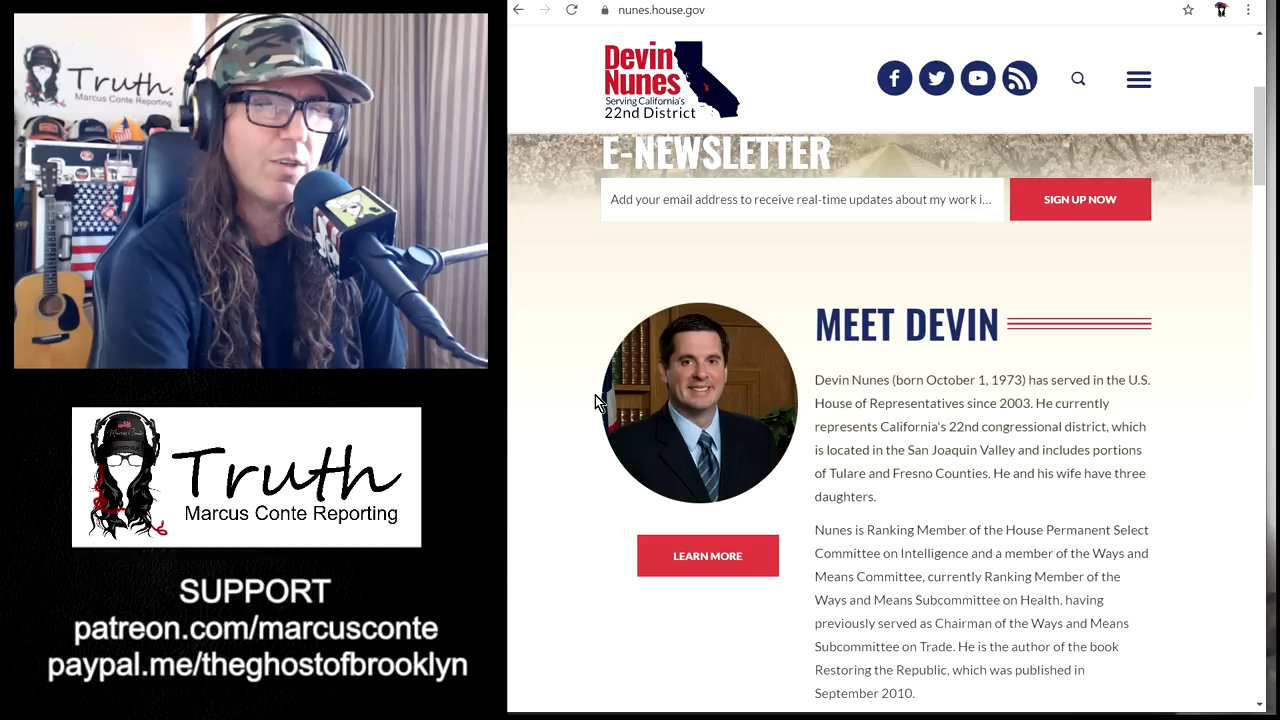 Truth.
Marcus Conte Reporting
Truth
Marcus Conte Reporting
SUPPORT
patreon.com/marcusconte
paypal.me/theghostofbrooklyn
nunes.house.gov
Devin
Nunes
Serving California's
22nd District
E-NEWSLETTER
Add your email address to receive real-time updates about my work i...
SIGN UP NOW
MEET DEVIN
Devin Nunes (born October 1, 1973) has served in the U.S.
House of Representatives since 2003. He currently
represents California's 22nd congressional district, which
is located in the San Joaquin Valley and includes portions
of Tulare and Fresno Counties. He and his wife have three
daughters.
LEARN MORE
Nunes is Ranking Member of the House Permanent Select
Committee on Intelligence and a member of the Ways and
Means Committee, currently Ranking Member of the
Ways and Means Subcommittee on Health, having
previously served as Chairman of the Ways and Means
Subcommittee on Trade. He is the author of the book
Restoring the Republic, which was published in
September 2010.